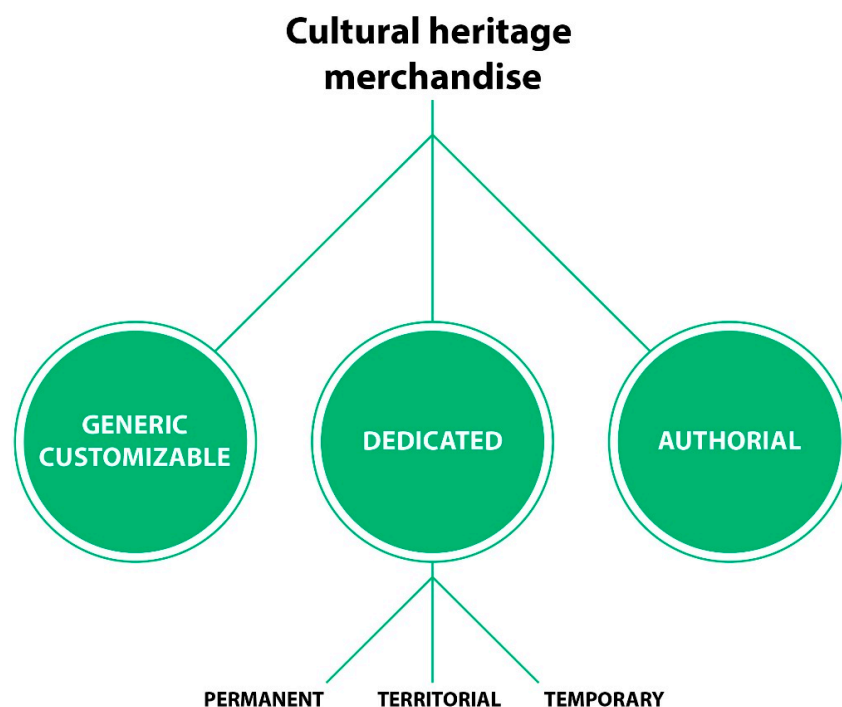 Cultural heritage
merchandise
GENERIC
CUSTOMIZABLE
DEDICATED
AUTHORIAL
PERMANENT
TERRITORIAL
TEMPORARY